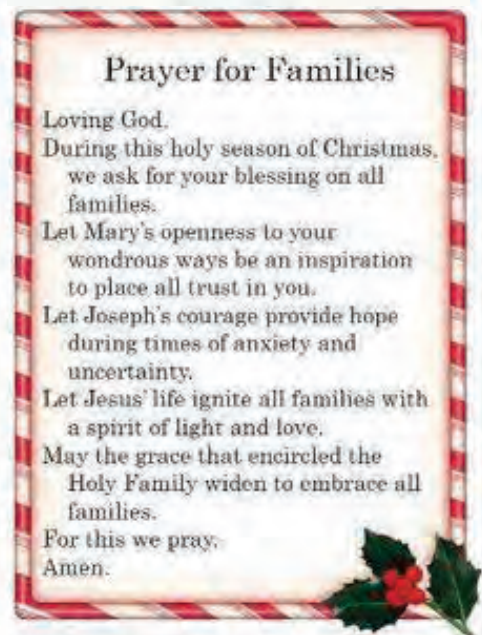 Prayer for Families
Loving God,
During this holy season of Christmas,
we ask for your blessing on all
families.
Let Mary's openness to your
wondrous ways be an inspiration
to place all trust in you.
Let Joseph's courage provide hope
during times of anxiety and
uncertainty.
Let Jesus' life ignite all families with
a spirit of light and love.
May the grace that encircled the
Holy Family widen to embrace all
families.
For this we pray.
Amen.